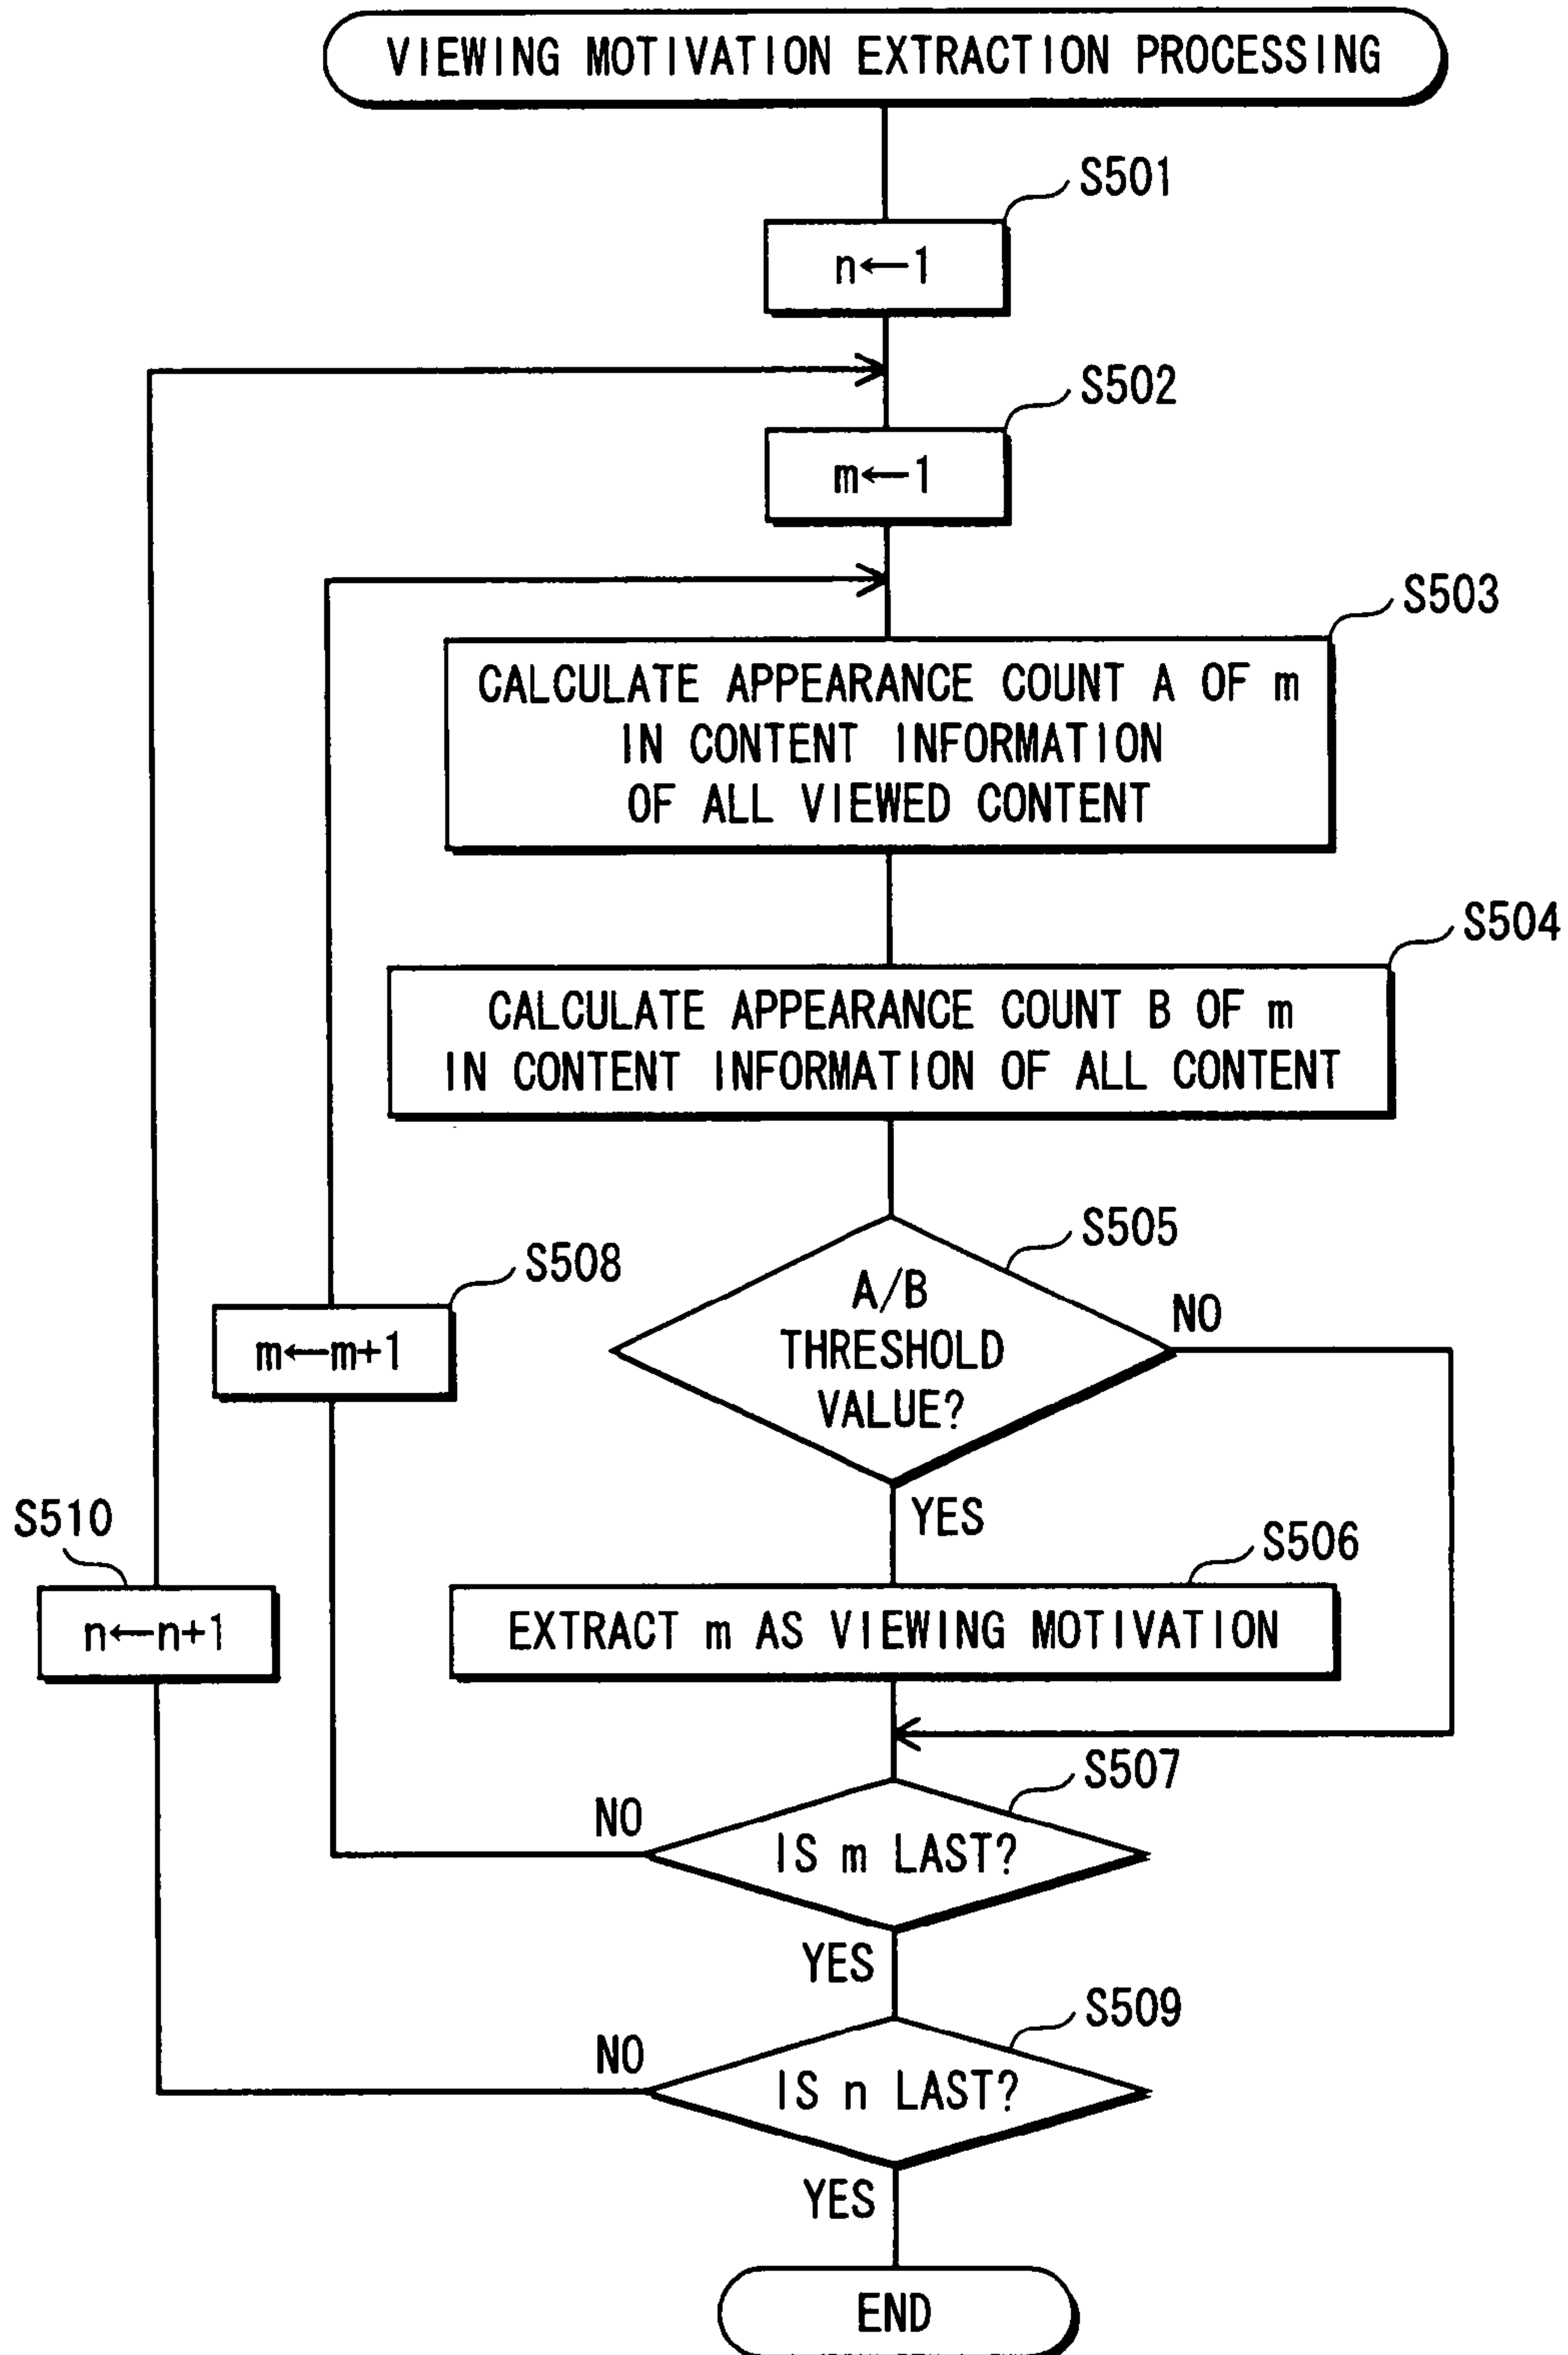 VIEWING MOTIVATION EXTRACTION PROCESSING
S501
n←1
S502
m←1
S503
CALCULATE APPEARANCE COUNT A OF m
IN CONTENT INFORMATION
OF ALL VIEWED CONTENT
S504
CALCULATE APPEARANCE COUNT B OF m
IN CONTENT INFORMATION OF ALL CONTENT
S505
A/B
THRESHOLD
VALUE?
NO
YES
S508
m←m+1
S506
EXTRACT m AS VIEWING MOTIVATION
S510
n←n+1
S507
IS m LAST?
NO
YES
S509
IS n LAST?
NO
YES
END